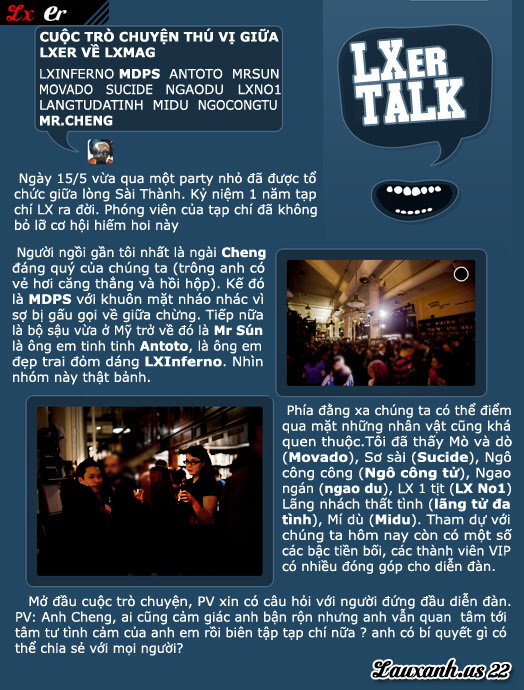 Lx Er
CUỘC TRÒ CHUYỆN THÚ VỊ GIỮA
LXER VỀ LXMAG
LXINFERNO MDPS ANTOTO MRSUN
MOVADO SUCIDE NGAODU LXNO1
LANGTUDATINH MIDU NGOCONGTU
MR.CHENG
LXER
TALK
Ngày 15/5 vừa qua một party nhỏ đã được tổ
chức giữa lòng Sài Thành. Kỷ niệm 1 năm tạp
chí LX ra đời. Phóng viên của tạp chí đã không
bỏ lỡ cơ hội hiếm hoi này
Người ngồi gần tôi nhất là ngài Cheng
đáng quý của chúng ta (trông anh có
vẻ hơi căng thẳng và hồi hộp). Kế đó
là MDPS với khuôn mặt nháo nhác vì
sợ bị gấu gọi về giữa chừng. Tiếp nữa
là bộ sậu vừa ở Mỹ trở về đó là Mr Sún
là ông em tinh tinh Antoto, là ông em
đẹp trai đỏm dáng LXInferno. Nhìn
nhóm này thật bảnh.
Phía đằng xa chúng ta có thể điểm
qua mặt những nhân vật cũng khá
quen thuộc.Tôi đã thấy Mò và dò
(Movado), Sơ sài (Sucide), Ngô
công công (Ngô công tử), Ngao
ngán (ngao du), LX 1 tịt (LX No1)
Lãng nhách thất tình (lãng tử đa
tình), Mí dù (Midu). Tham dự với
chúng ta hôm nay còn có một số
các bậc tiền bối, các thành viên VIP
có nhiều đóng góp cho diễn đàn.
Mở đầu cuộc trò chuyện, PV xin có câu hỏi với người đứng đầu diễn đàn.
PV: Anh Cheng, ai cũng cảm giác anh bận rộn nhưng anh vẫn quan tâm tới
tâm tư tình cảm của anh em rồi biên tập tạp chí nữa ? anh có bí quyết gì có
thể chia sẻ với mọi người?
Lauxanh.us 22